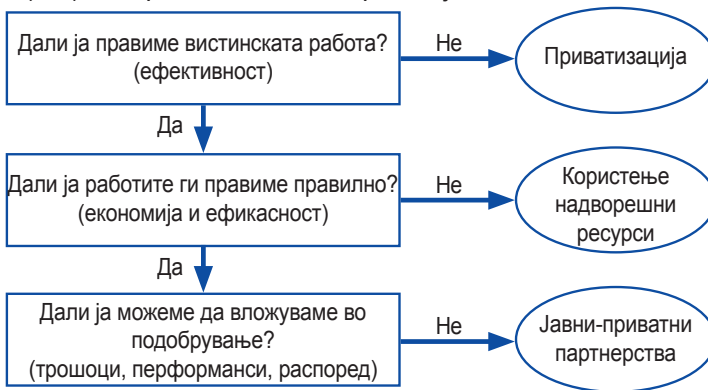 Дали ја правиме вистинската работа?
(ефективност)
Не
Приватизација
Да
Дали ја работите ги правиме правилно?
(економија и ефикасност)
Не
Користење
надворешни
ресурси
Да
Дали ја можеме да вложуваме во
подобрување?
(трошоци, перформанси, распоред)
Не
Јавни-приватни
партнерства